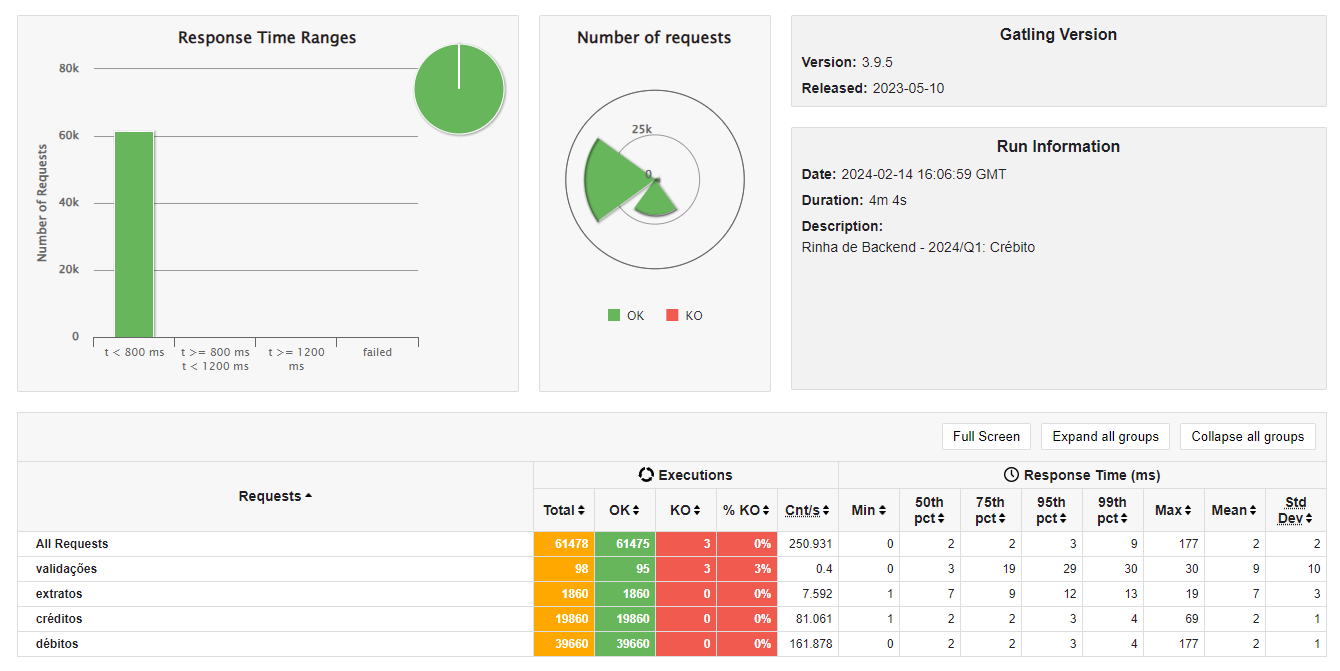 Response Time Ranges
80k
60k
40k
20k
0
Number of Requests
t < 800 ms
t >= 800 ms
t < 1200 ms
t >= 1200
ms
failed
Number of requests
25k
0
OK
KO
Gatling Version
Version: 3.9.5
Released: 2023-05-10
Run Information
Date: 2024-02-14 16:06:59 GMT
Duration: 4m 4s
Description:
Rinha de Backend - 2024/Q1: Crébito
Full Screen Expand all groups Collapse all groups
Requests Executions Response Time (ms)
Total OK KO % KO Cnt/s Min 50th pct 75th pct 95th pct 99th pct Max Mean Std Dev
All Requests 61478 61475 3 0% 250.931 0 2 2 3 9 177 2 2
validações 98 95 3 3% 0.4 0 3 19 29 30 30 9 10
extratos 1860 1860 0 0% 7.592 1 7 9 12 13 19 7 3
créditos 19860 19860 0 0% 81.061 1 2 2 3 4 69 2 1
débitos 39660 39660 0 0% 161.878 0 2 2 3 4 177 2 1